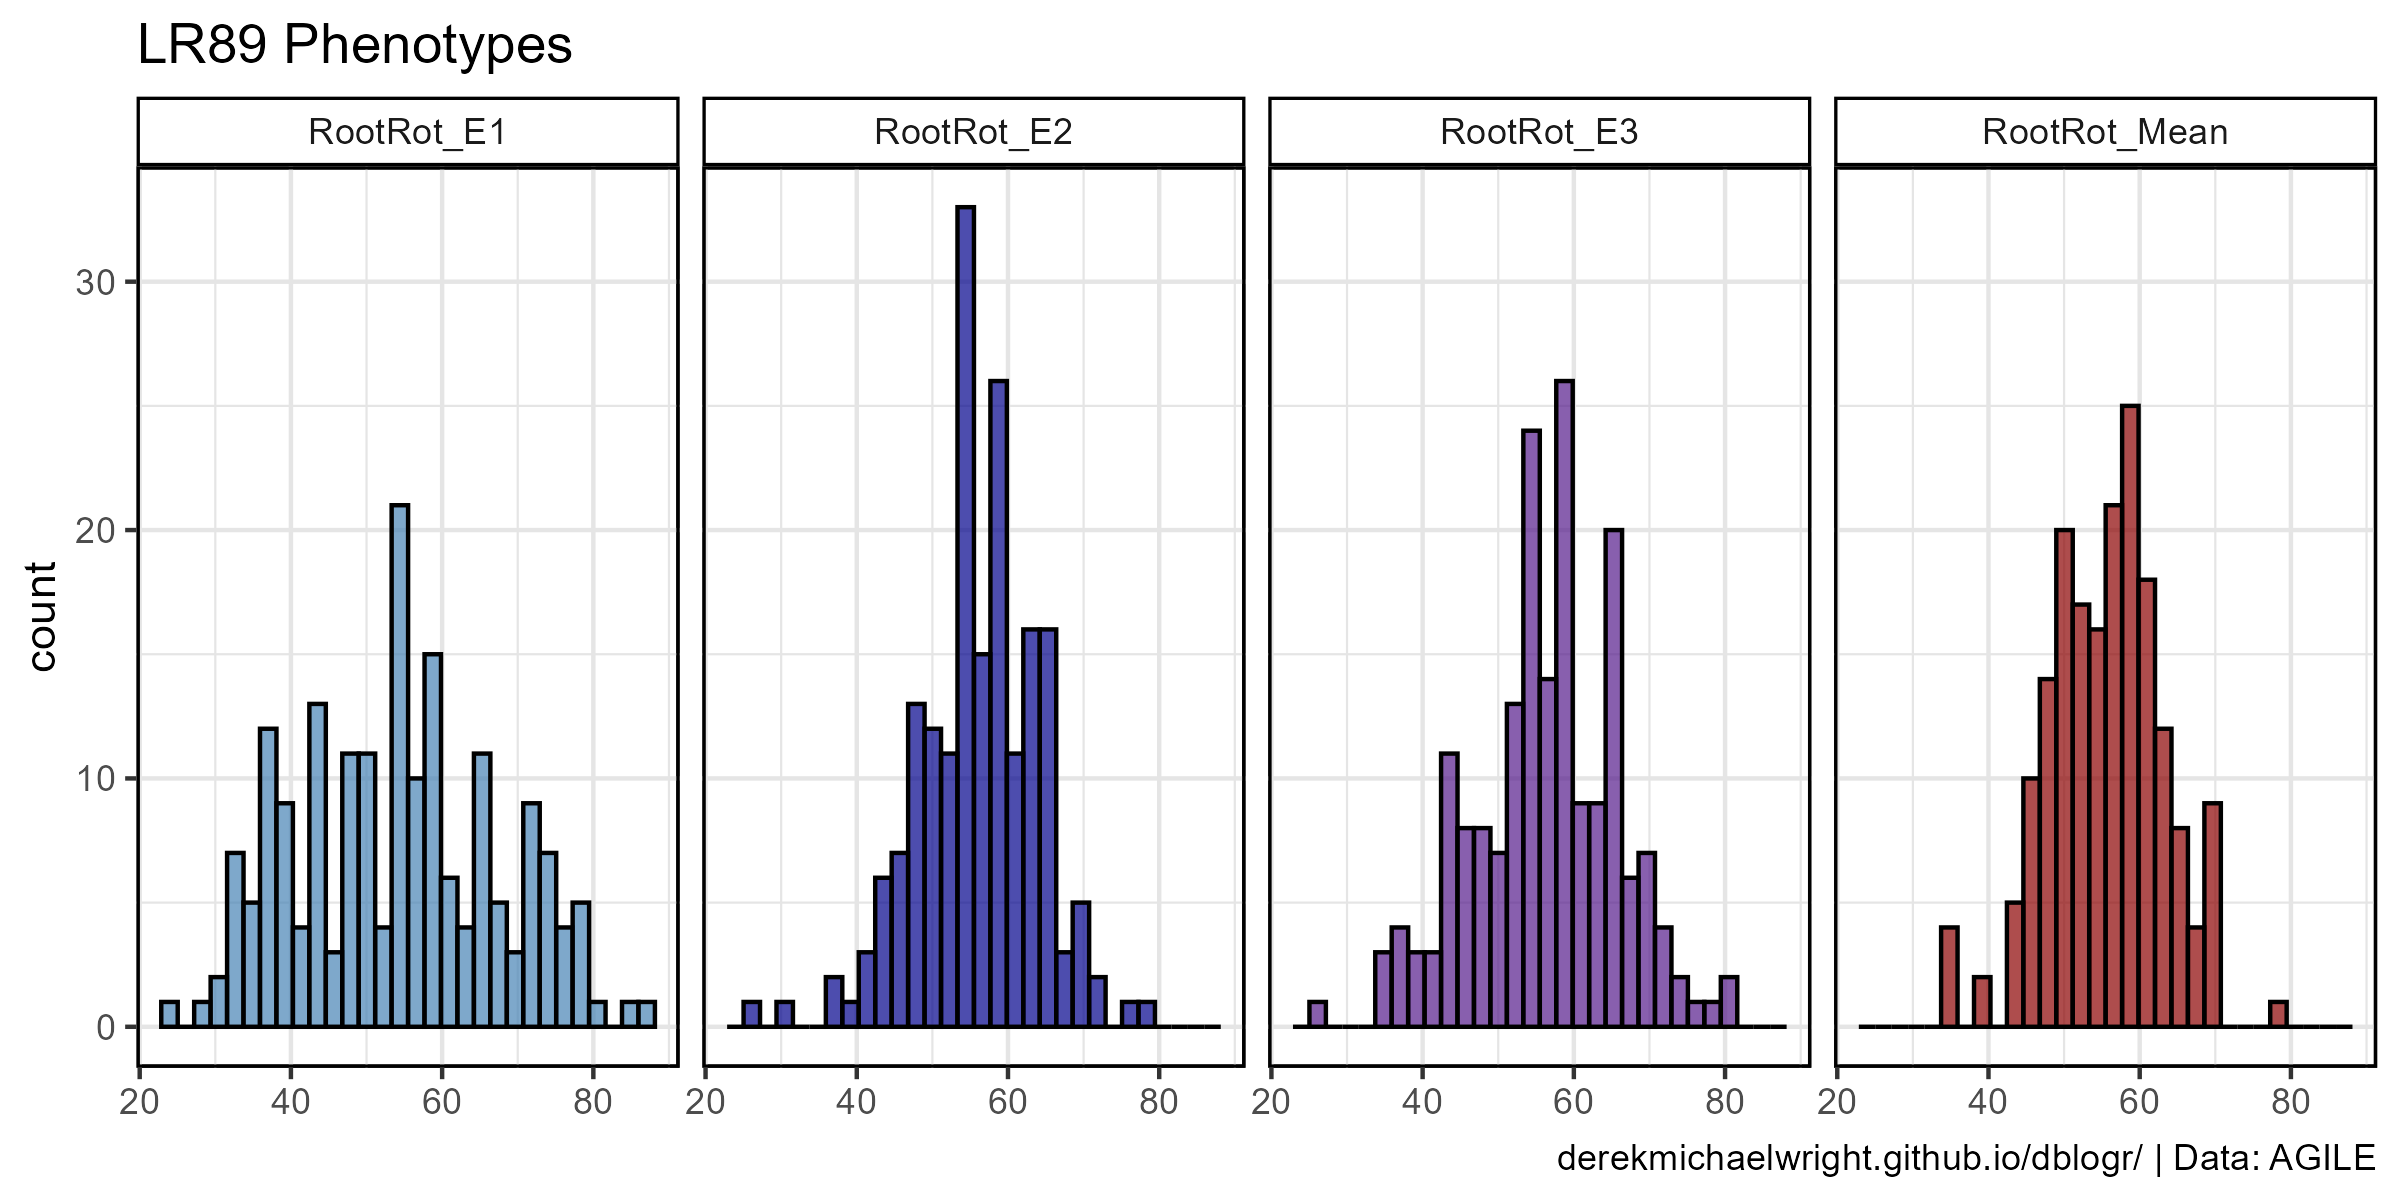 LR89 Phenotypes
RootRot_E1 RootRot_E2 RootRot_E3 RootRot_Mean
30
20
10
0
count
20 40 60 80 20 40 60 80 20 40 60 80 20 40 60 80
derekmichaelwright.github.io/dblogr/ | Data: AGILE